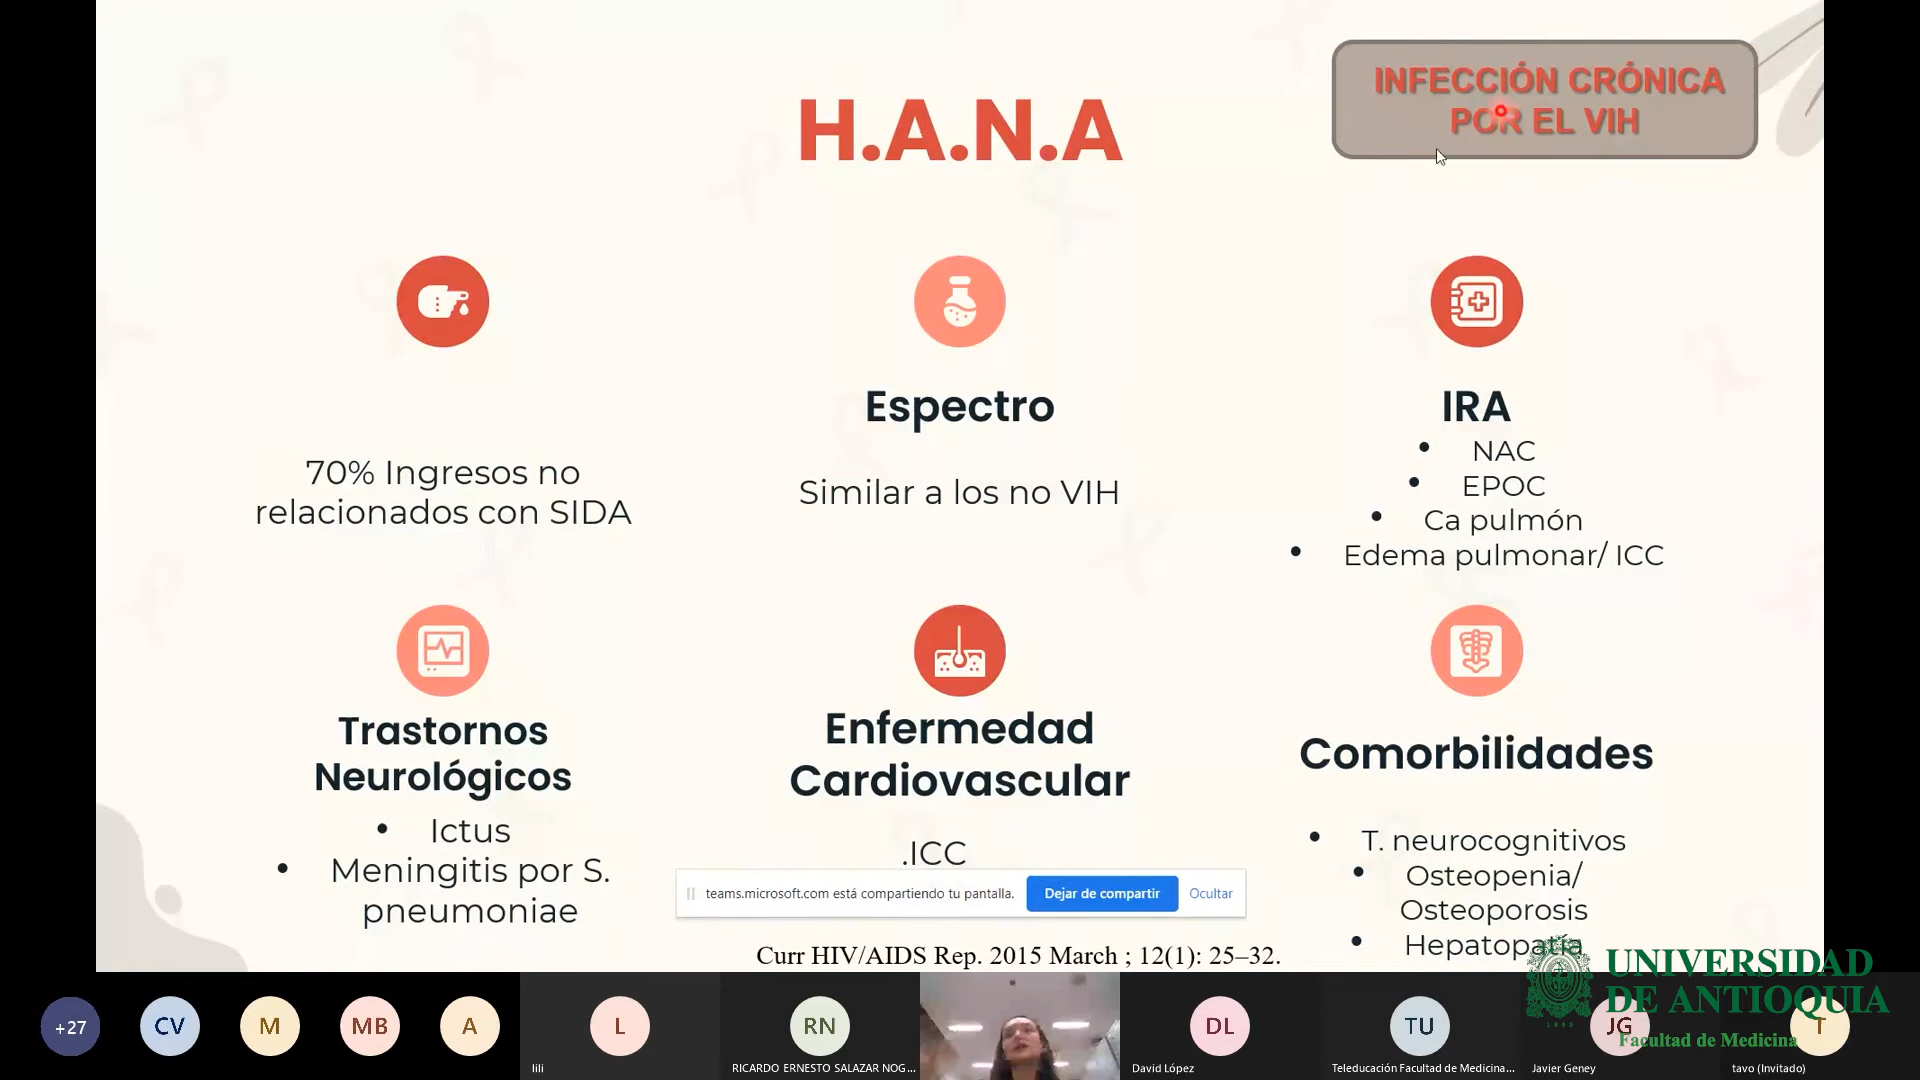 INFECCIÓN CRÓNICA
POR EL VIH
H.A.N.A
70% Ingresos no
relacionados con SIDA
Espectro
Similar a los no VIH
IRA
• NAC
• EPOC
• Ca pulmón
• Edema pulmonar/ ICC
Trastornos
Neurológicos
• Ictus
• Meningitis por S.
pneumoniae
Enfermedad
Cardiovascular
.ICC
Comorbilidades
• T. neurocognitivos
• Osteopenia/
Osteoporosis
• Hepatopatía
teams.microsoft.com está compartiendo tu pantalla.
Dejar de compartir
Ocultar
Curr HIV/AIDS Rep. 2015 March ; 12(1): 25–32.
UNIVERSIDAD
DE ANTIOQUIA
1803
Facultad de Medicina
+27
CV
M
MB
A
L
RN
DL
TU
JG
T
lili
RICARDO ERNESTO SALAZAR NOG...
David López
Teleducación Facultad de Medicina...
Javier Geney
tavo (Invitado)